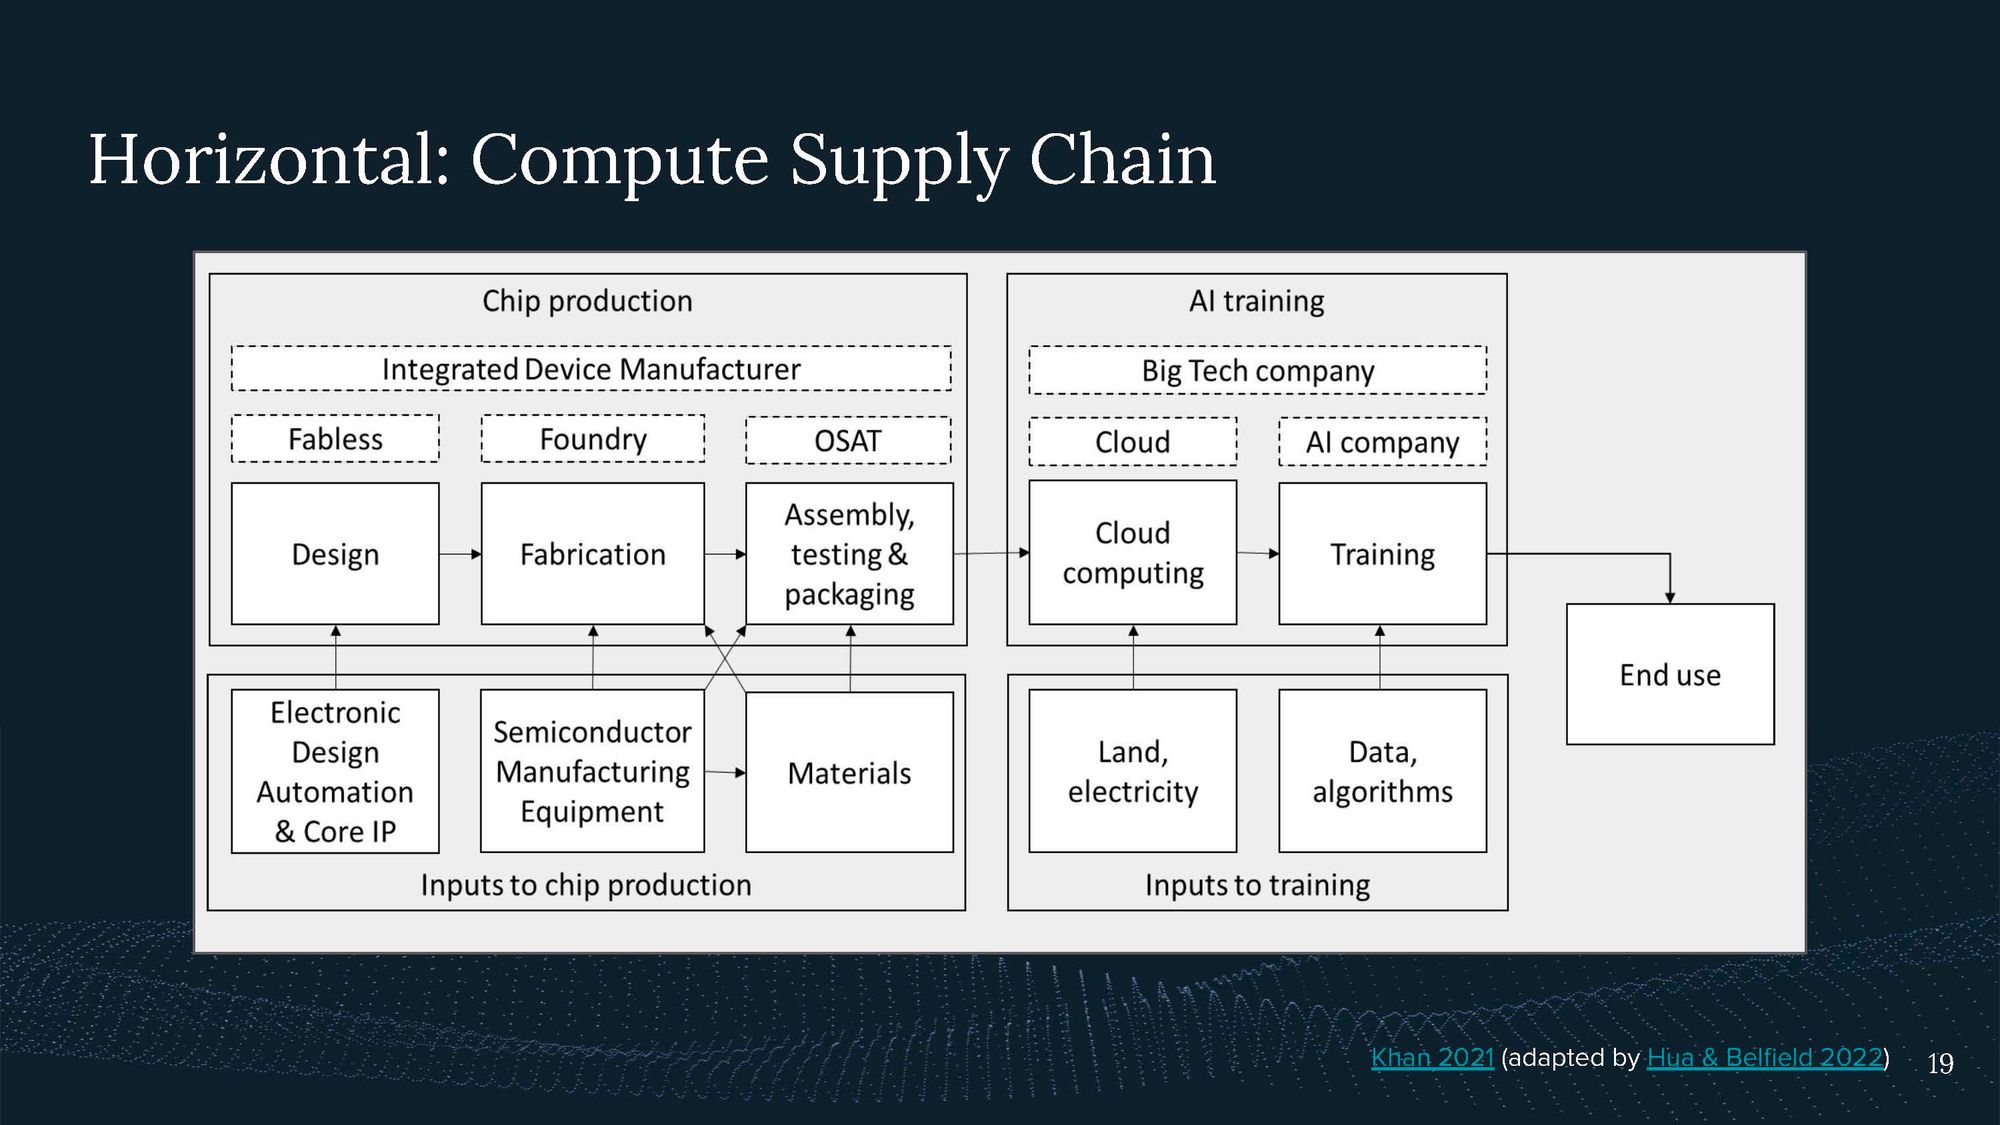 Horizontal: Compute Supply Chain
Chip production
Integrated Device Manufacturer
Fabless
Foundry
OSAT
Design
Fabrication
Assembly,
testing &
packaging
Electronic
Design
Automation
& Core IP
Semiconductor
Manufacturing
Equipment
Materials
Inputs to chip production
AI training
Big Tech company
Cloud
AI company
Cloud
computing
Training
Land,
electricity
Data,
algorithms
Inputs to training
End use
Khan 2021 (adapted by Hua & Belfield 2022)
19